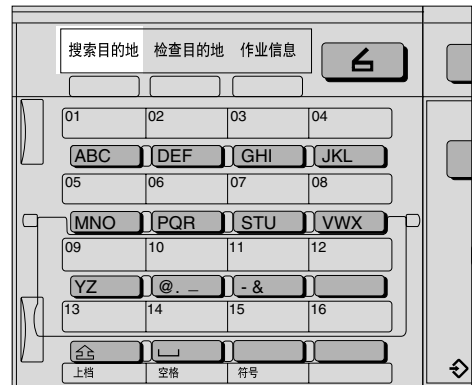 搜索目的地 检查目的地 作业信息
01 02 03 04
ABC DEF GHI JKL
05 06 07 08
MNO PQR STU VWX
09 10 11 12
YZ @. _ - &
13 14 15 16
上档 空格 符号